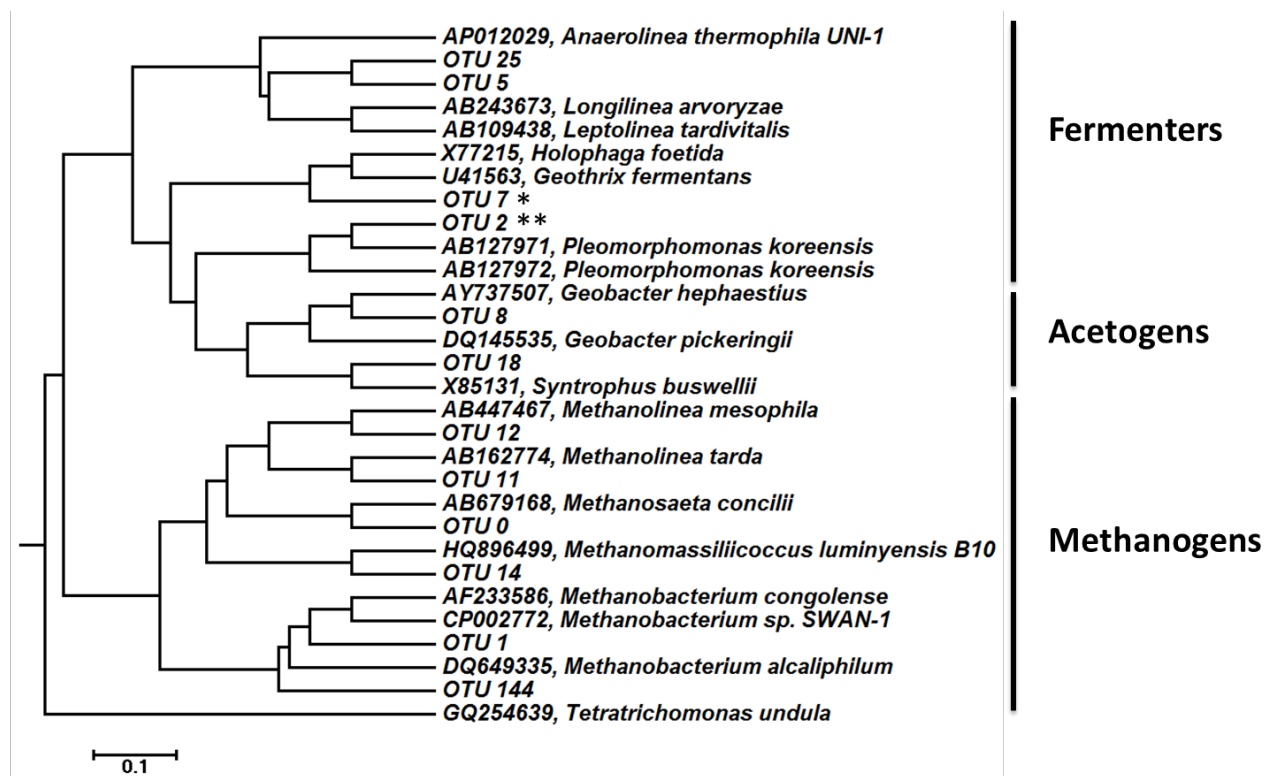 AP012029, Anaerolinea thermophila UNI-1
OTU 25
OTU 5
AB243673, Longilinea arvoryzae
AB109438, Leptolinea tardivitalis
X77215, Holophaga foetida
U41563, Geothrix fermentans
OTU 7 *
OTU 2 **
AB127971, Pleomorphomonas koreensis
AB127972, Pleomorphomonas koreensis
AY737507, Geobacter hephaestius
OTU 8
DQ145535, Geobacter pickeringii
OTU 18
X85131, Syntrophus buswellii
AB447467, Methanolinea mesophila
OTU 12
AB162774, Methanolinea tarda
OTU 11
AB679168, Methanosaeta concilii
OTU 0
HQ896499, Methanomassiliicoccus luminyensis B10
OTU 14
AF233586, Methanobacterium congolense
CP002772, Methanobacterium sp. SWAN-1
OTU 1
DQ649335, Methanobacterium alcaliphilum
OTU 144
GQ254639, Tetratrichomonas undula
0.1
Fermenters
Acetogens
Methanogens